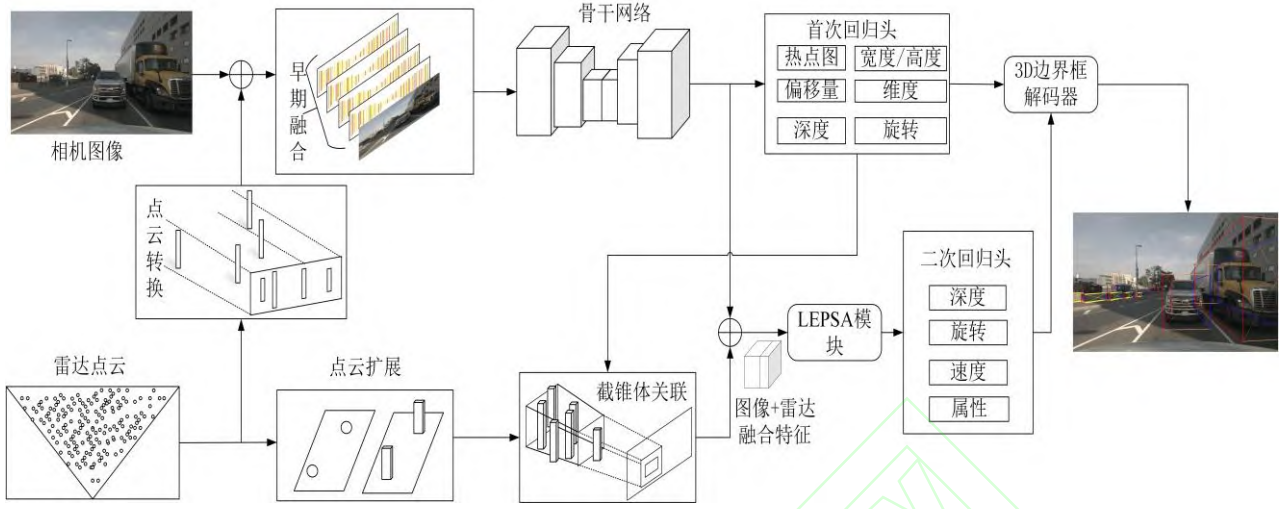 骨干网络
首次回归头
热点图
宽度/高度
偏移量
维度
深度
旋转
3D边界框
解码器
早期融合
相机图像
点云转换
二次回归头
深度
旋转
速度
属性
LEPSA模
块
雷达点云
点云扩展
截锥体关联
图像+雷达
融合特征